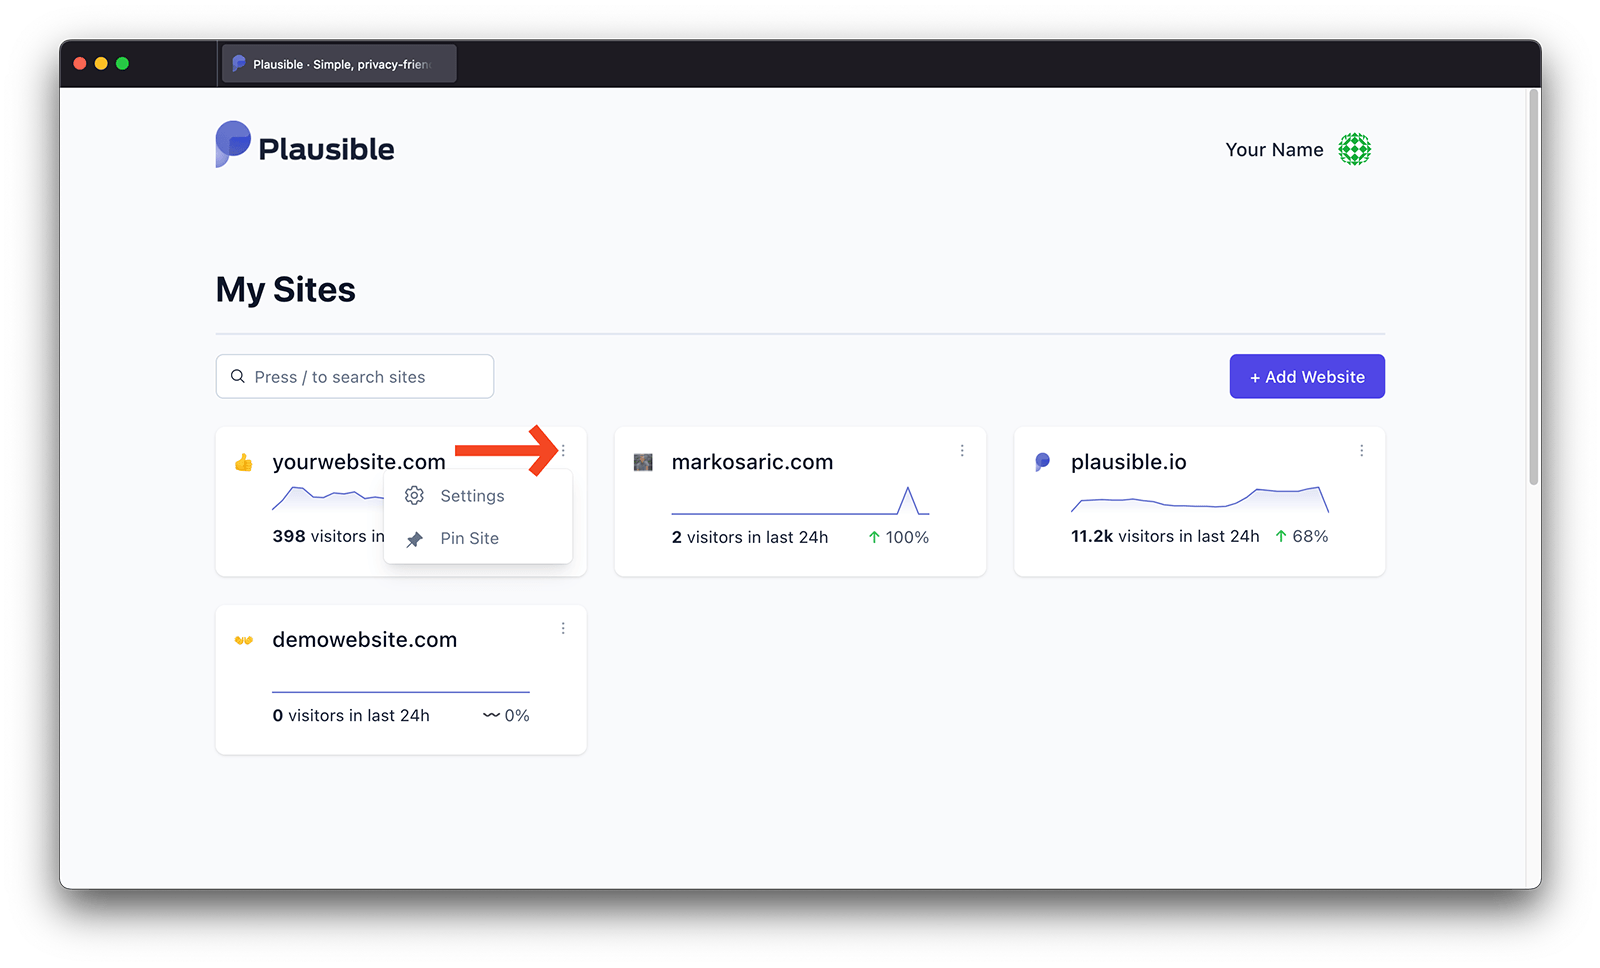 Plausible · Simple, privacy-frien
Plausible
Your Name
My Sites
Press / to search sites
+ Add Website
yourwebsite.com
Settings
Pin Site
398 visitors in
markosaric.com
2 visitors in last 24h
100%
plausible.io
11.2k visitors in last 24h
68%
demowebsite.com
0 visitors in last 24h
0%